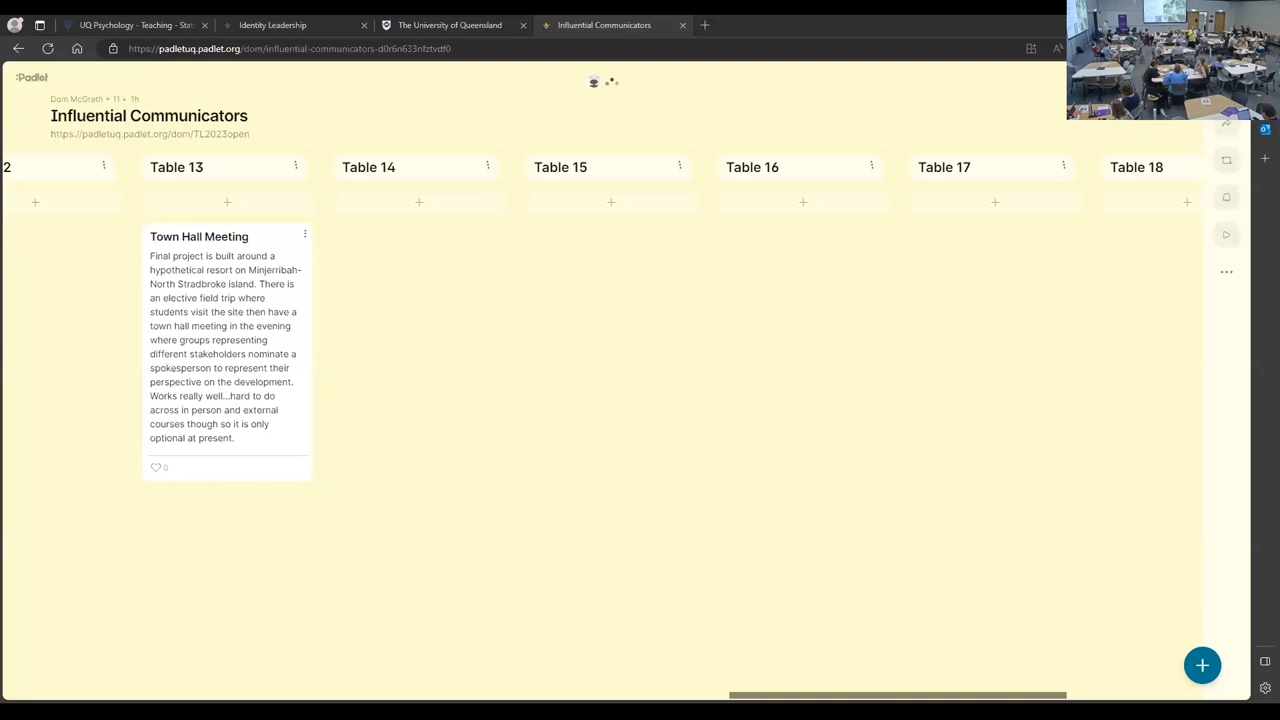 UQ Psychology - Teaching - Stat
Identity Leadership
The University of Queensland
Influential Communicators
https://padletuq.padlet.org/dom/influential-communicators-d0r6n633nfztvdf0
:Padlet
Dom McGrath + 11 • 1h
Influential Communicators
https://padletuq.padlet.org/dom/TL2023open
2
Table 13
Table 14
Table 15
Table 16
Table 17
Table 18
Town Hall Meeting
Final project is built around a
hypothetical resort on Minjerribah-
North Stradbroke island. There is
an elective field trip where
students visit the site then have a
town hall meeting in the evening
where groups representing
different stakeholders nominate a
spokesperson to represent their
perspective on the development.
Works really well...hard to do
across in person and external
courses though so it is only
optional at present.
0